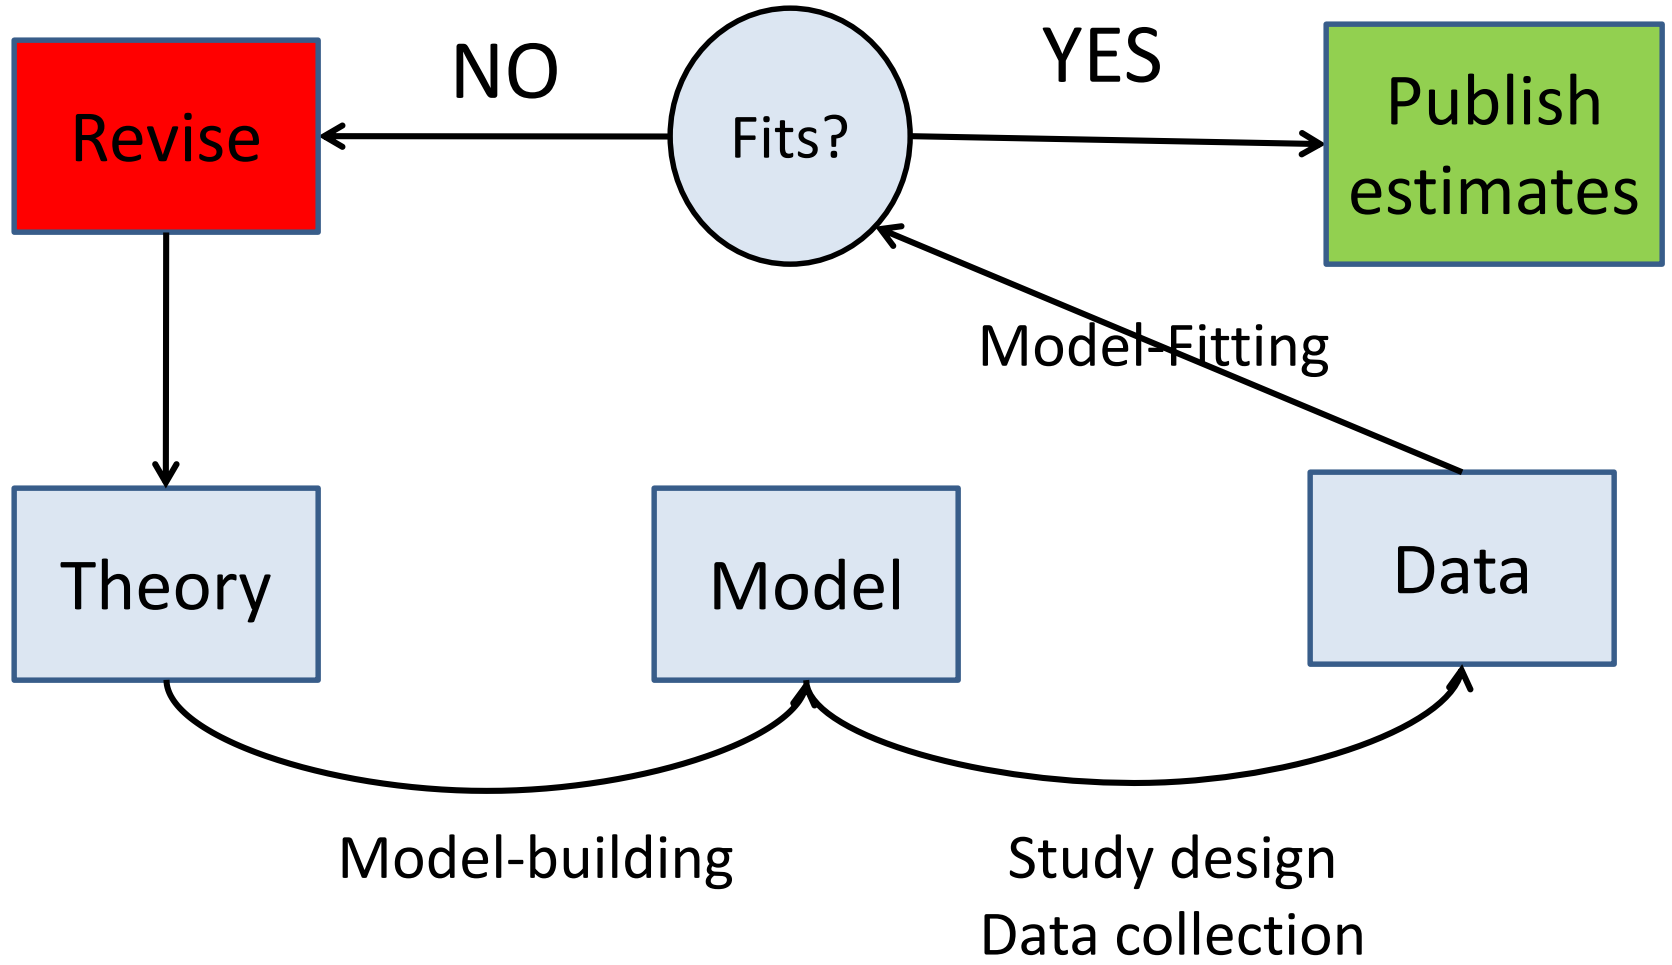 NO
YES
Revise
Fits?
Publish
estimates
Model-Fitting
Theory
Model
Data
Model-building
Study design
Data collection